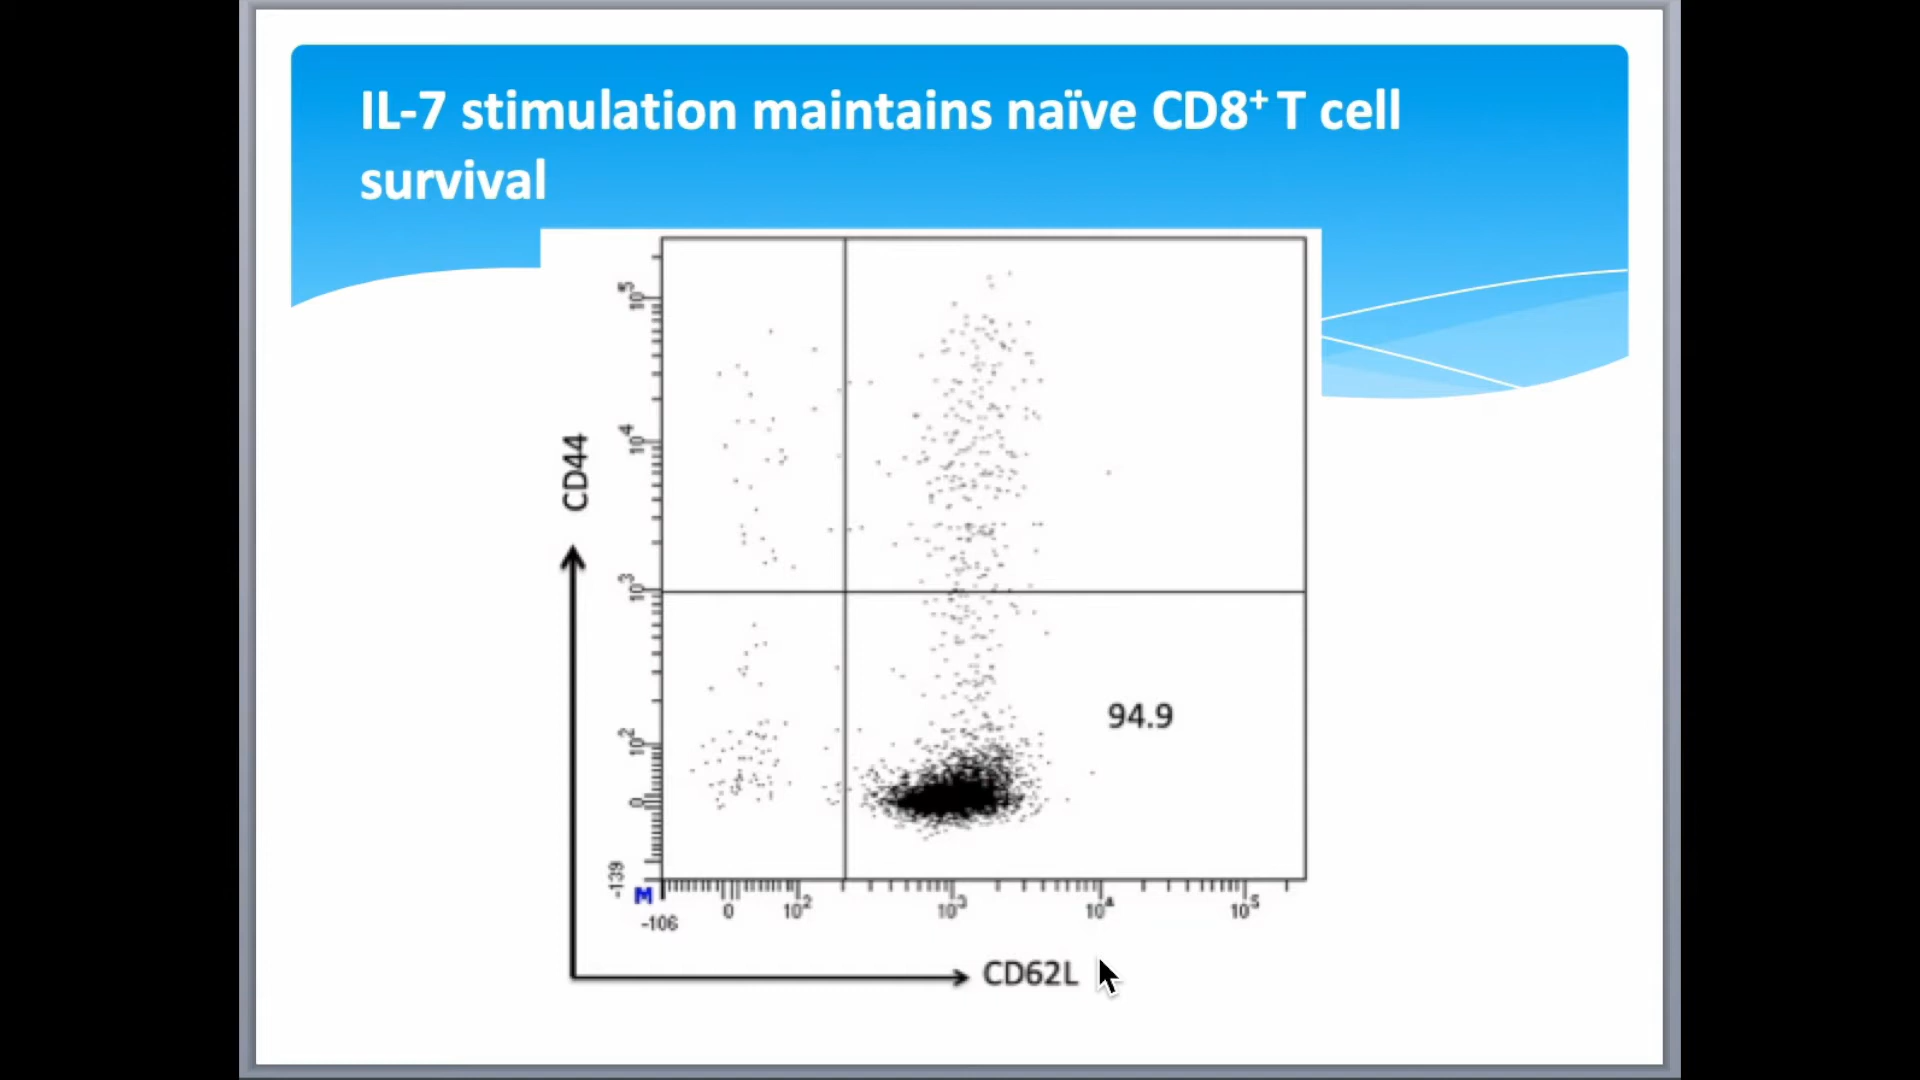 IL-7 stimulation maintains naïve CD8⁺ T cell
survival
10⁵
10⁴
CD44
10³
94.9
10²
0
-139
M
-106
0
10²
10³
10⁴
10⁵
CD62L